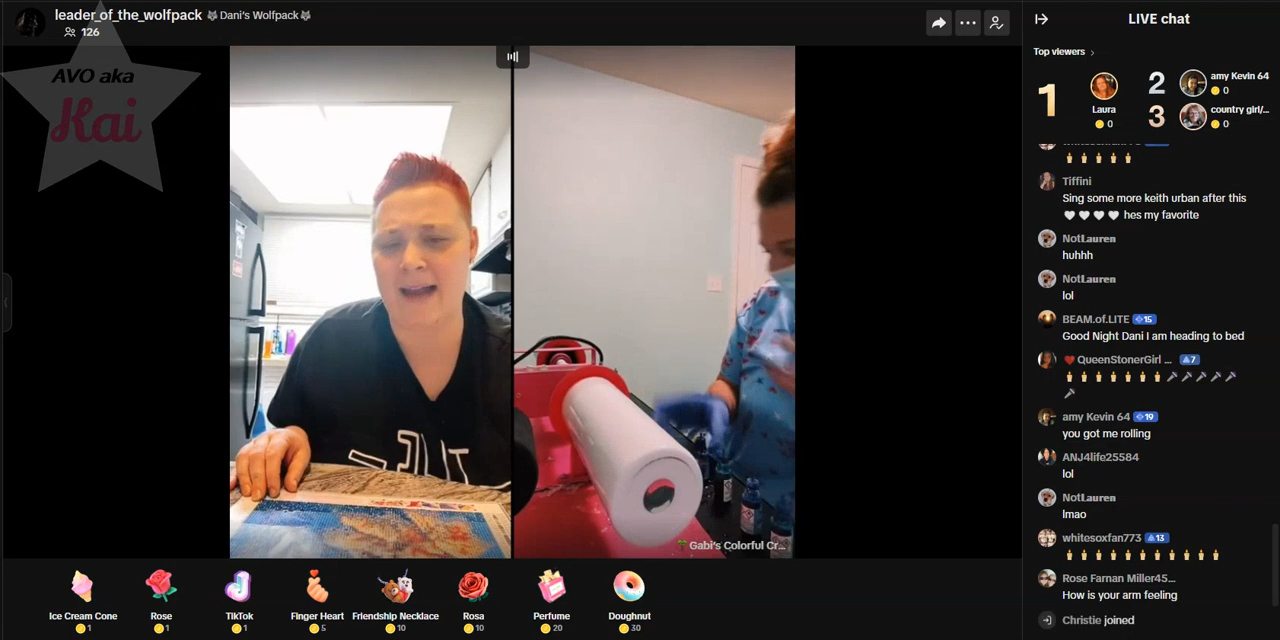 leader_of_the_wolfpack 🐺Dani's Wolfpack🐺
126
AVO aka
Kai
Gabi's Colorful Cr...
Ice Cream Cone
1
Rose
1
TikTok
1
Finger Heart
5
Friendship Necklace
10
Rosa
10
Perfume
20
Doughnut
30
LIVE chat
Top viewers
1
Laura
0
2
amy Kevin 64
0
3
country girl/...
0
Tiffini
Sing some more keith urban after this
🤍🤍🤍🤍 hes my favorite
NotLauren
huhhh
NotLauren
lol
BEAM.of.LITE 15
Good Night Dani I am heading to bed
QueenStonerGirl ... 7
amy Kevin 64 19
you got me rolling
ANJ4life25584
lol
NotLauren
lmao
whitesoxfan773 13
Rose Farnan Miller45...
How is your arm feeling
Christie joined